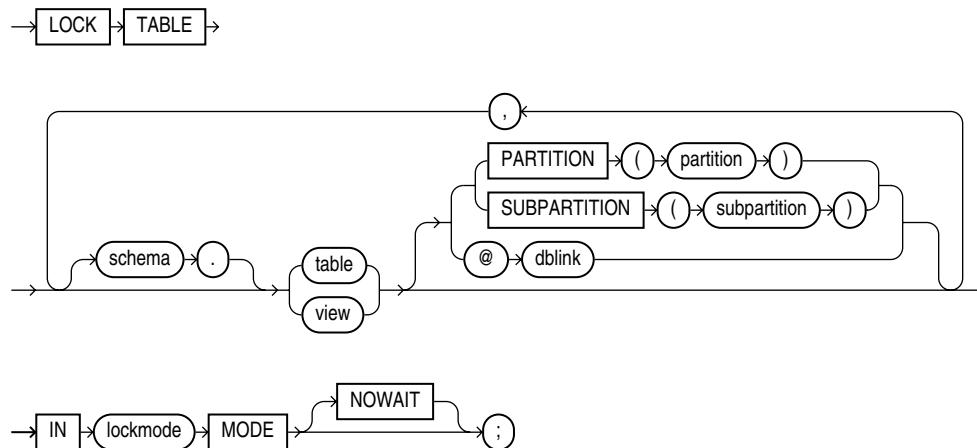 LOCK TABLE
,
PARTITION ( partition )
SUBPARTITION ( subpartition )
@ dblink
schema . table
view
IN lockmode MODE NOWAIT ;